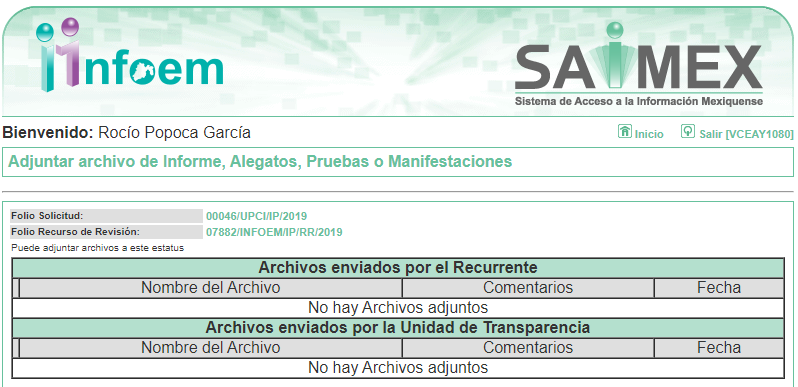 infoem
SAIMEX
Sistema de Acceso a la Información Mexiquense
Bienvenido: Rocío Popoca García
Inicio Salir [VCEAY1080]
Adjuntar archivo de Informe, Alegatos, Pruebas o Manifestaciones
Folio Solicitud: 00046/UPCI/IP/2019
Folio Recurso de Revisión: 07882/INFOEM/IP/RR/2019
Puede adjuntar archivos a este estatus
Archivos enviados por el Recurrente
Nombre del Archivo Comentarios Fecha
No hay Archivos adjuntos
Archivos enviados por la Unidad de Transparencia
Nombre del Archivo Comentarios Fecha
No hay Archivos adjuntos